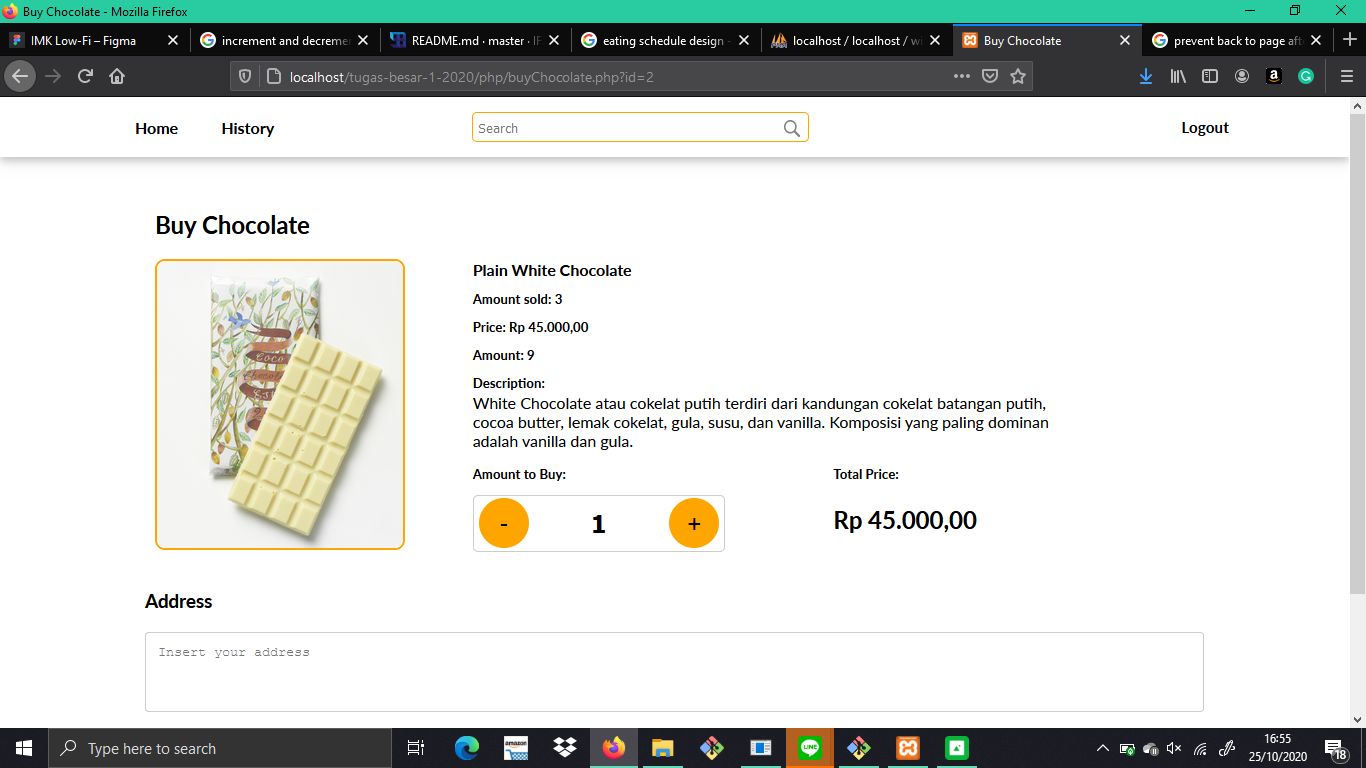 Buy Chocolate - Mozilla Firefox
IMK Low-Fi – Figma
increment and decreme
README.md · master · IF
eating schedule design -
localhost / localhost / wi
Buy Chocolate
prevent back to page aft
localhost/tugas-besar-1-2020/php/buyChocolate.php?id=2
Home History Search Logout
Buy Chocolate
Plain White Chocolate
Amount sold: 3
Price: Rp 45.000,00
Amount: 9
Description:
White Chocolate atau cokelat putih terdiri dari kandungan cokelat batangan putih,
cocoa butter, lemak cokelat, gula, susu, dan vanilla. Komposisi yang paling dominan
adalah vanilla dan gula.
Amount to Buy: Total Price:
- 1 + Rp 45.000,00
Coco
Address
Insert your address
Type here to search
amazon
LINE
16:55
25/10/2020
18